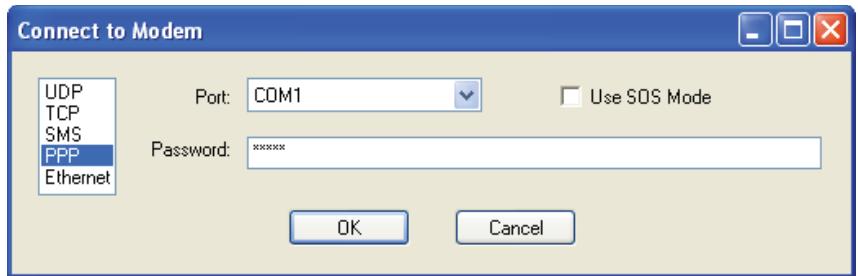 Connect to Modem
UDP
TCP
SMS
PPP
Ethernet
Port:
COM1
Use SOS Mode
Password:
*****
OK
Cancel